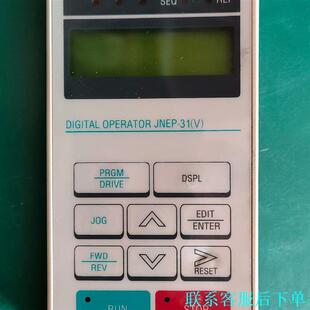 SEQ
DIGITAL OPERATOR JNEP-31(V)
PRGM
DRIVE
DSPL
JOG
EDIT
ENTER
FWD
REV
RESET
RUN
STOP
联系客服后下单